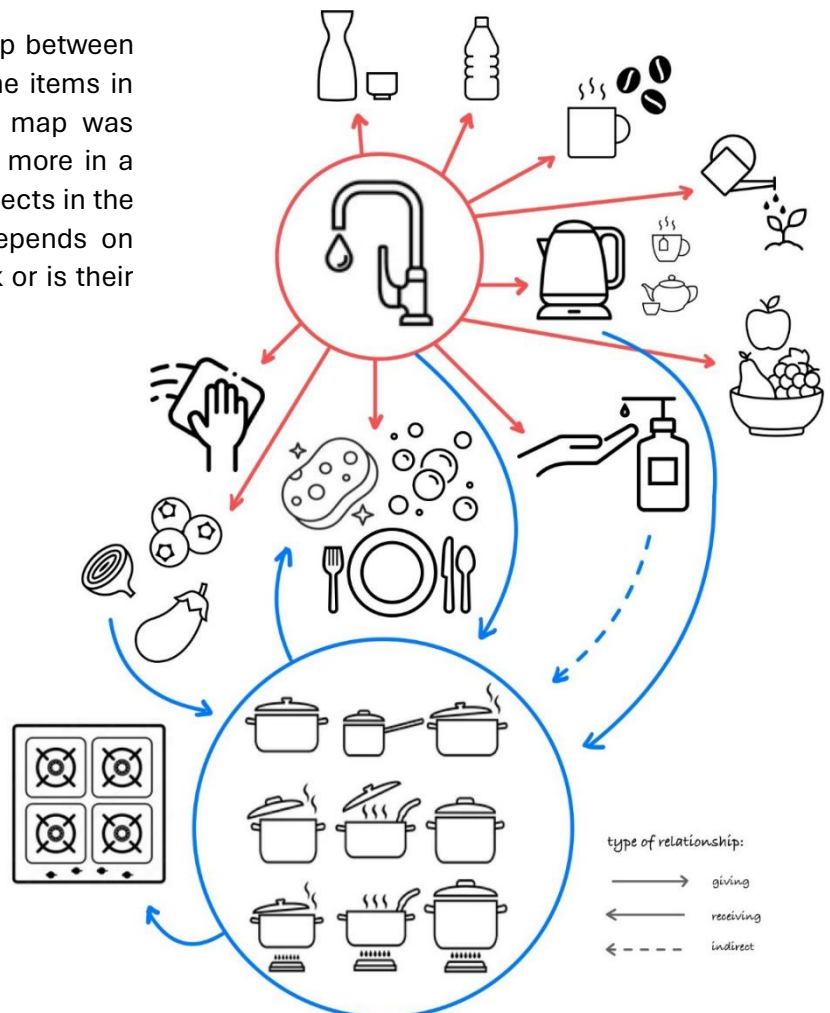 p between
ne items in
map was
more in a
ects in the
epends on
k or is their
type of relationship:
giving
receiving
indirect